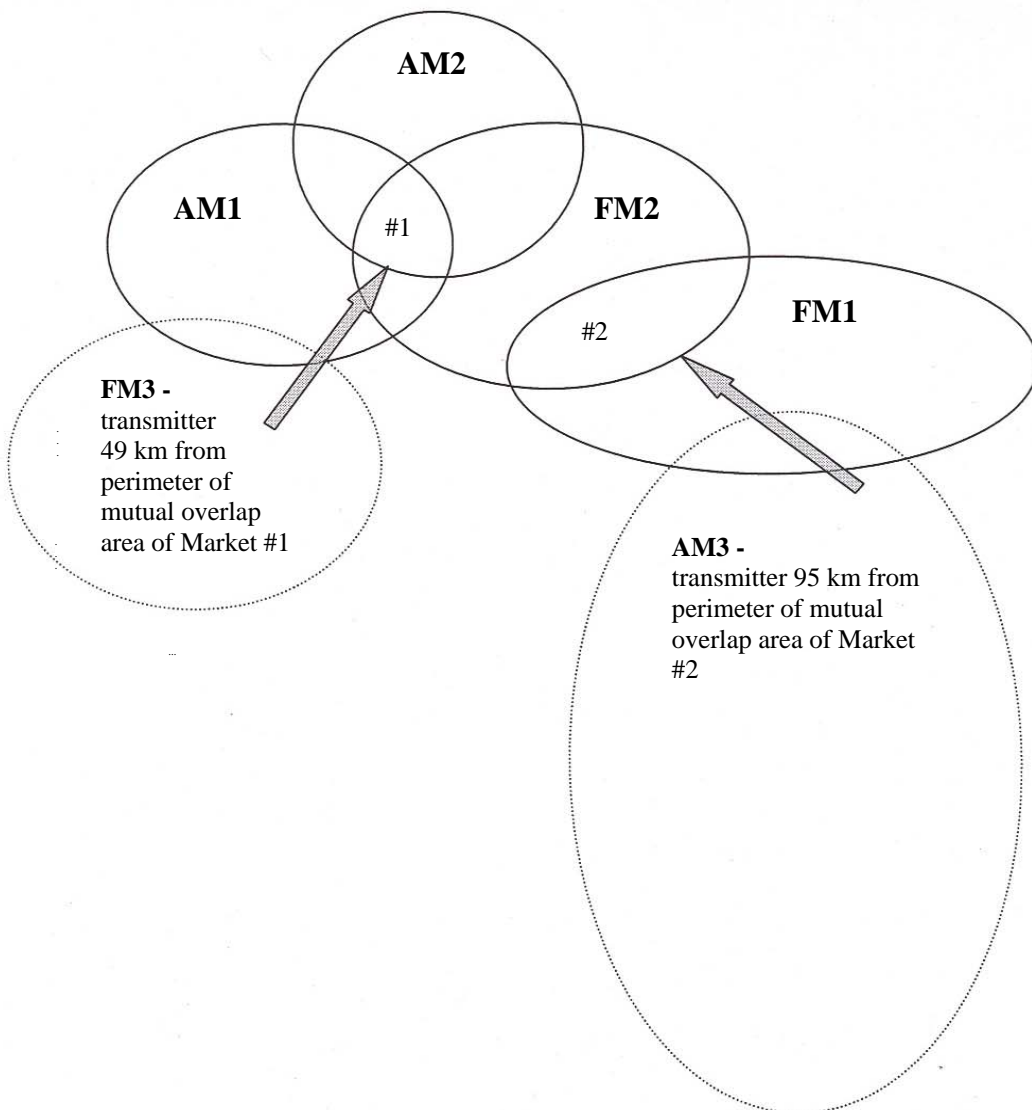 AM2
AM1
#1
FM2
FM1
#2
FM3 -
transmitter
49 km from
perimeter of
mutual overlap
area of Market #1
AM3 -
transmitter 95 km from
perimeter of mutual
overlap area of Market
#2